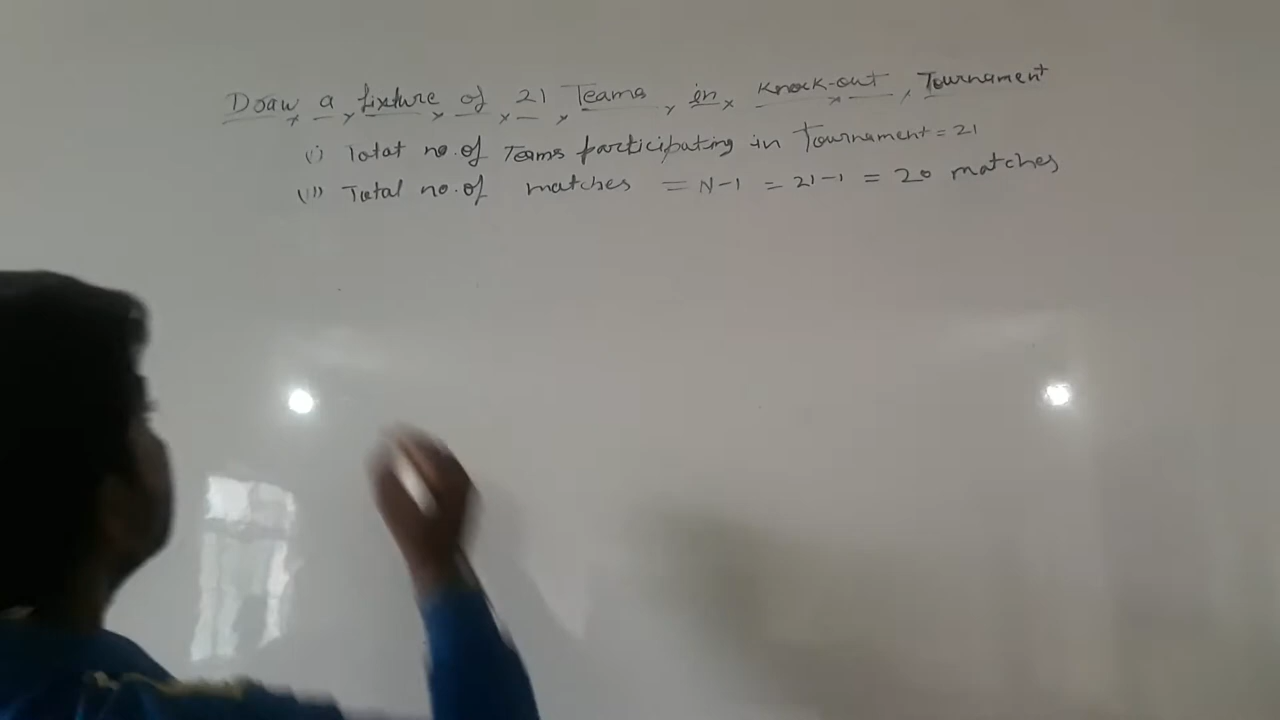 Draw a fixture of 21 Teams in Knock-out Tournament
(i) Totat no. of Teams participating in Tournament = 21
(ii) Total no. of matches = N-1 = 21-1 = 20 matches